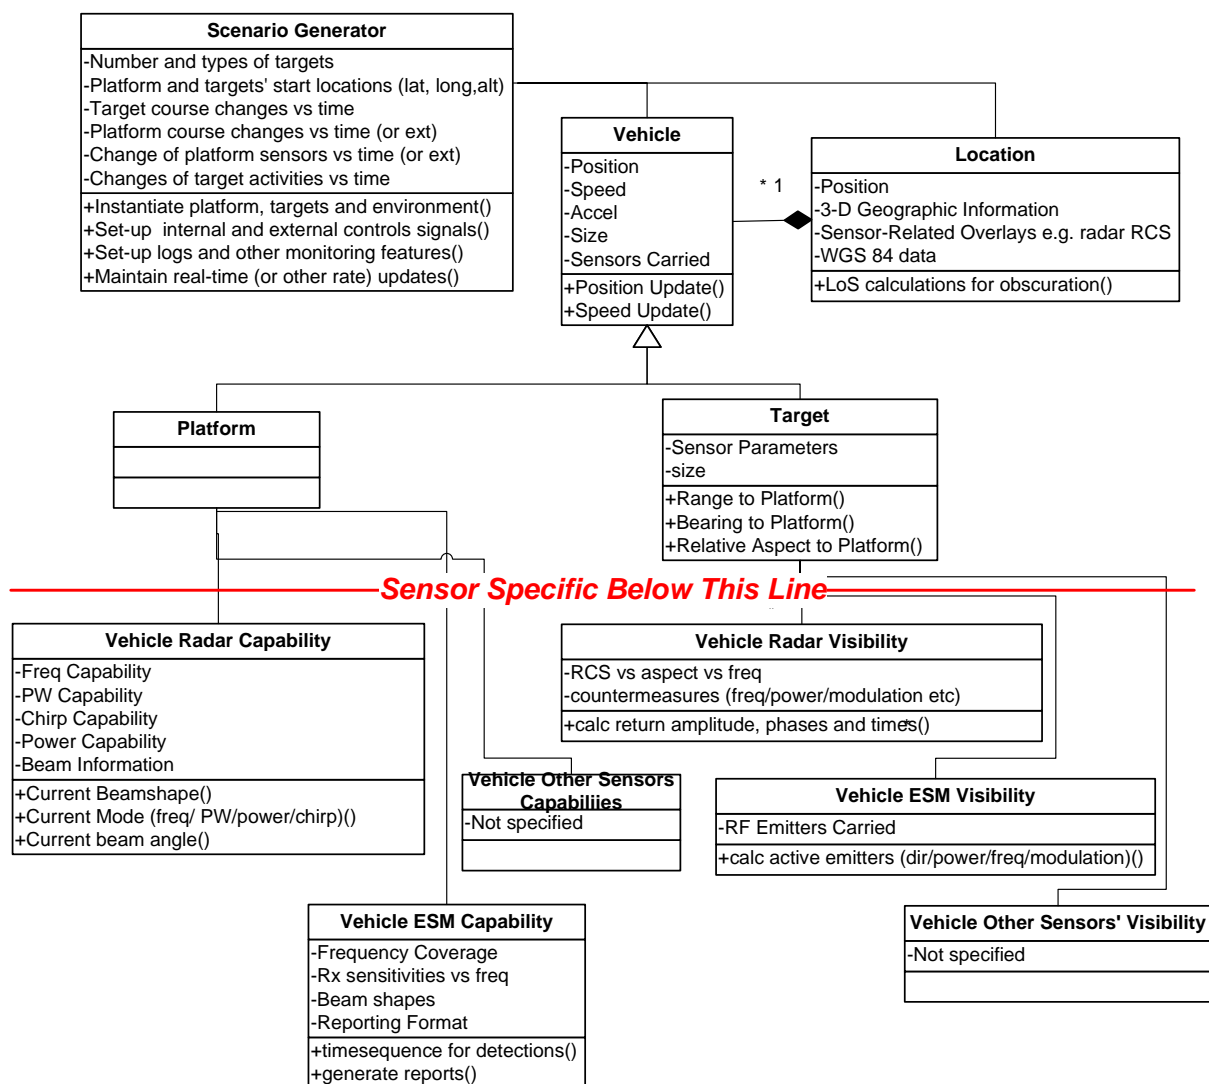 Scenario Generator
-Number and types of targets
-Platform and targets' start locations (lat, long,alt)
-Target course changes vs time
-Platform course changes vs time (or ext)
-Change of platform sensors vs time (or ext)
-Changes of target activities vs time
+Instantiate platform, targets and environment()
+Set-up internal and external controls signals()
+Set-up logs and other monitoring features()
+Maintain real-time (or other rate) updates()
Vehicle
-Position
-Speed
-Accel
-Size
-Sensors Carried
+Position Update()
+Speed Update()
* 1
Location
-Position
-3-D Geographic Information
-Sensor-Related Overlays e.g. radar RCS
-WGS 84 data
+LoS calculations for obscuration()
Platform
Target
-Sensor Parameters
-size
+Range to Platform()
+Bearing to Platform()
+Relative Aspect to Platform()
Sensor Specific Below This Line
Vehicle Radar Capability
-Freq Capability
-PW Capability
-Chirp Capability
-Power Capability
-Beam Information
+Current Beamshape()
+Current Mode (freq/ PW/power/chirp)()
+Current beam angle()
Vehicle Radar Visibility
-RCS vs aspect vs freq
-countermeasures (freq/power/modulation etc)
+calc return amplitude, phases and times()
*
Vehicle Other Sensors
Capabiliies
-Not specified
Vehicle ESM Visibility
-RF Emitters Carried
+calc active emitters (dir/power/freq/modulation)()
Vehicle ESM Capability
-Frequency Coverage
-Rx sensitivities vs freq
-Beam shapes
-Reporting Format
+timesequence for detections()
+generate reports()
Vehicle Other Sensors' Visibility
-Not specified